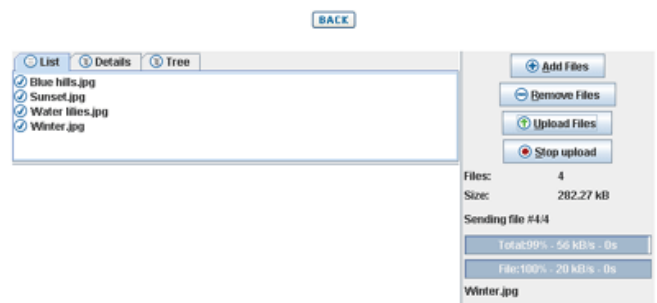 BACK
List Details Tree
Blue hills.jpg
Sunset.jpg
Water lilies.jpg
Winter.jpg
Add Files
Remove Files
Upload Files
Stop upload
Files: 4
Size: 282.27 kB
Sending file #4/4
Total:99% - 56 kB/s - 0s
File:100% - 20 kB/s - 0s
Winter.jpg